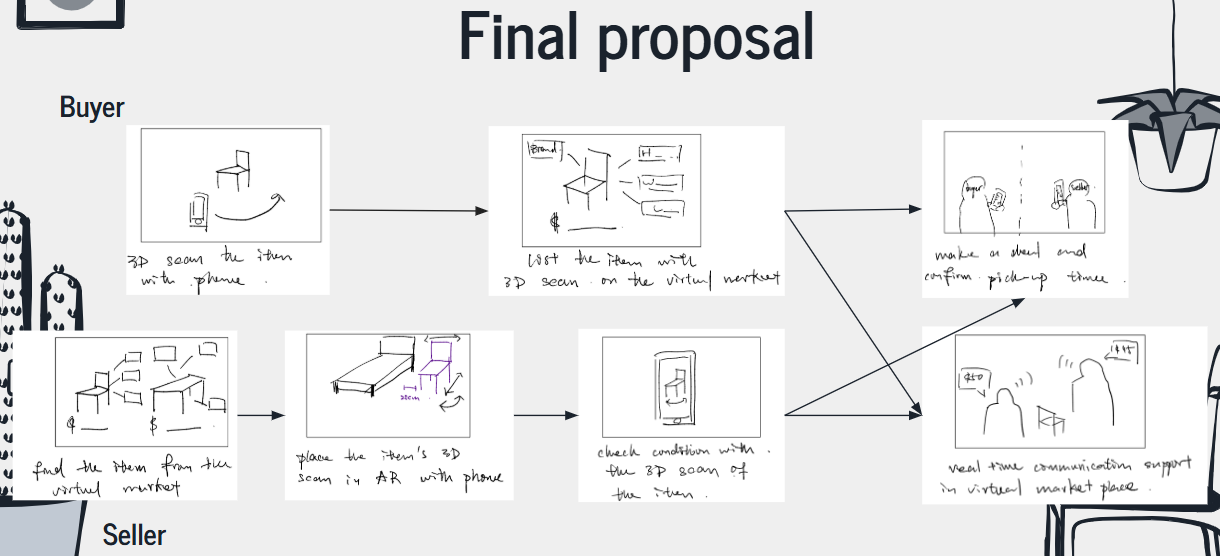 Final proposal
Buyer
3D scan the item
with phone.
Brand
H
W
L
$
list the item with
3D scan on the virtual market
buyer
seller
make a deal and
confirm pick-up time.
$
$
find the item from the
virtual market
place the item's 3D
scan in AR with phone
check condition with
the 3D scan of
the item.
real time communication support
in virtual market place.
Seller